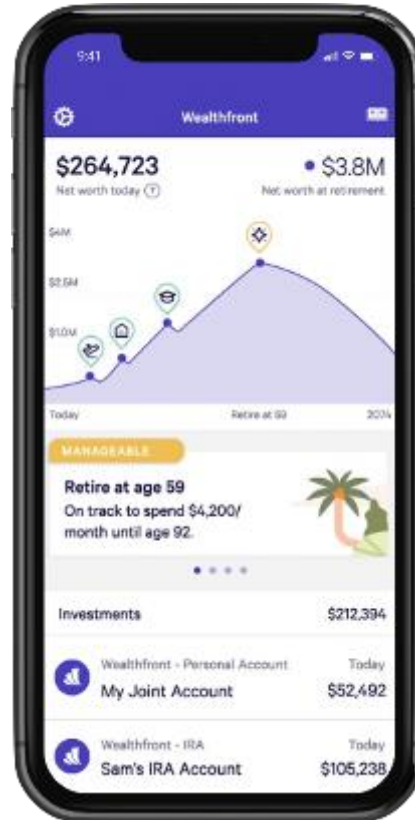 9:41
Wealthfront
$264,723
$3.8M
Net worth today ?
Net worth at retirement
$4M
$2.5M
$1.0M
Today
Retire at 59
2074
MANAGEABLE
Retire at age 59
On track to spend $4,200/
month until age 92.
Investments
$212,394
Wealthfront - Personal Account
Today
My Joint Account
$52,492
Wealthfront - IRA
Today
Sam's IRA Account
$105,238